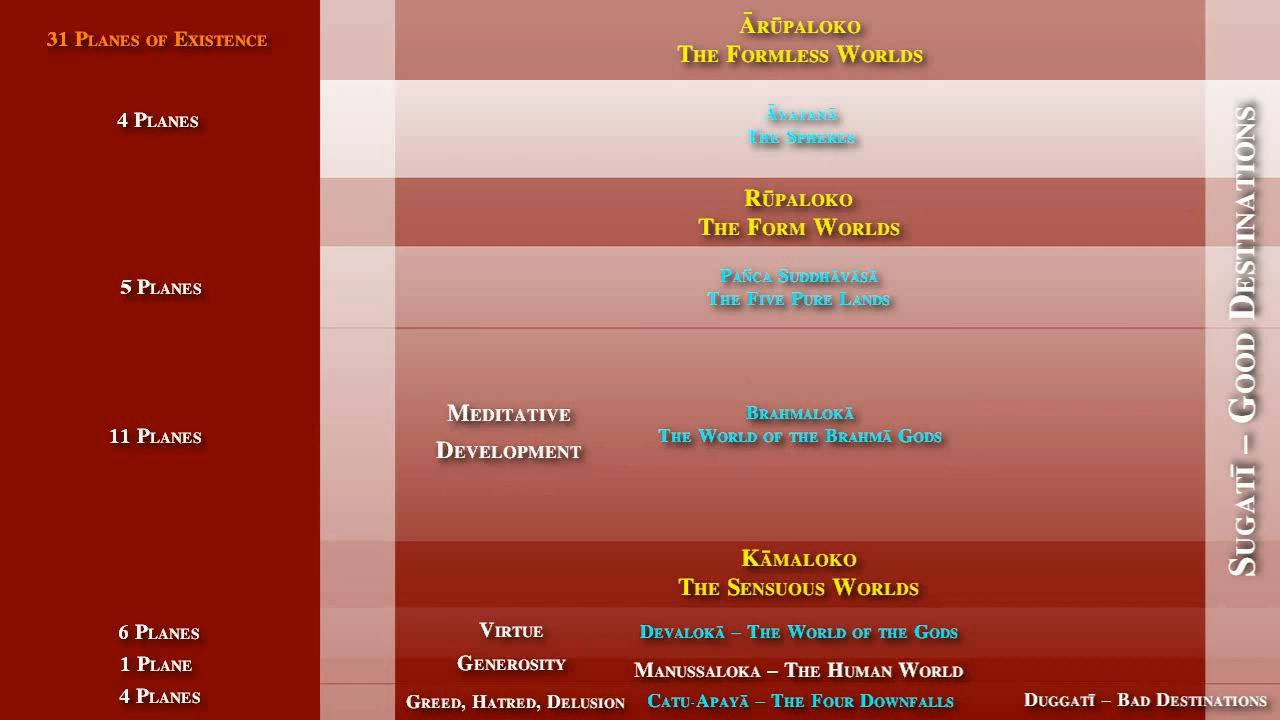 31 Planes of Existence
Ārūpaloko
The Formless Worlds
4 Planes
Āyatanā
The Spheres
Rūpaloko
The Form Worlds
5 Planes
Pañca Suddhāvāsā
The Five Pure Lands
11 Planes
Meditative
Development
Brahmalokā
The World of the Brahmā Gods
Sugatī – Good Destinations
Kāmaloko
The Sensuous Worlds
6 Planes
Virtue
Devalokā – The World of the Gods
1 Plane
Generosity
Manussaloka – The Human World
4 Planes
Greed, Hatred, Delusion
Catu-Apayā – The Four Downfalls
Duggatī – Bad Destinations